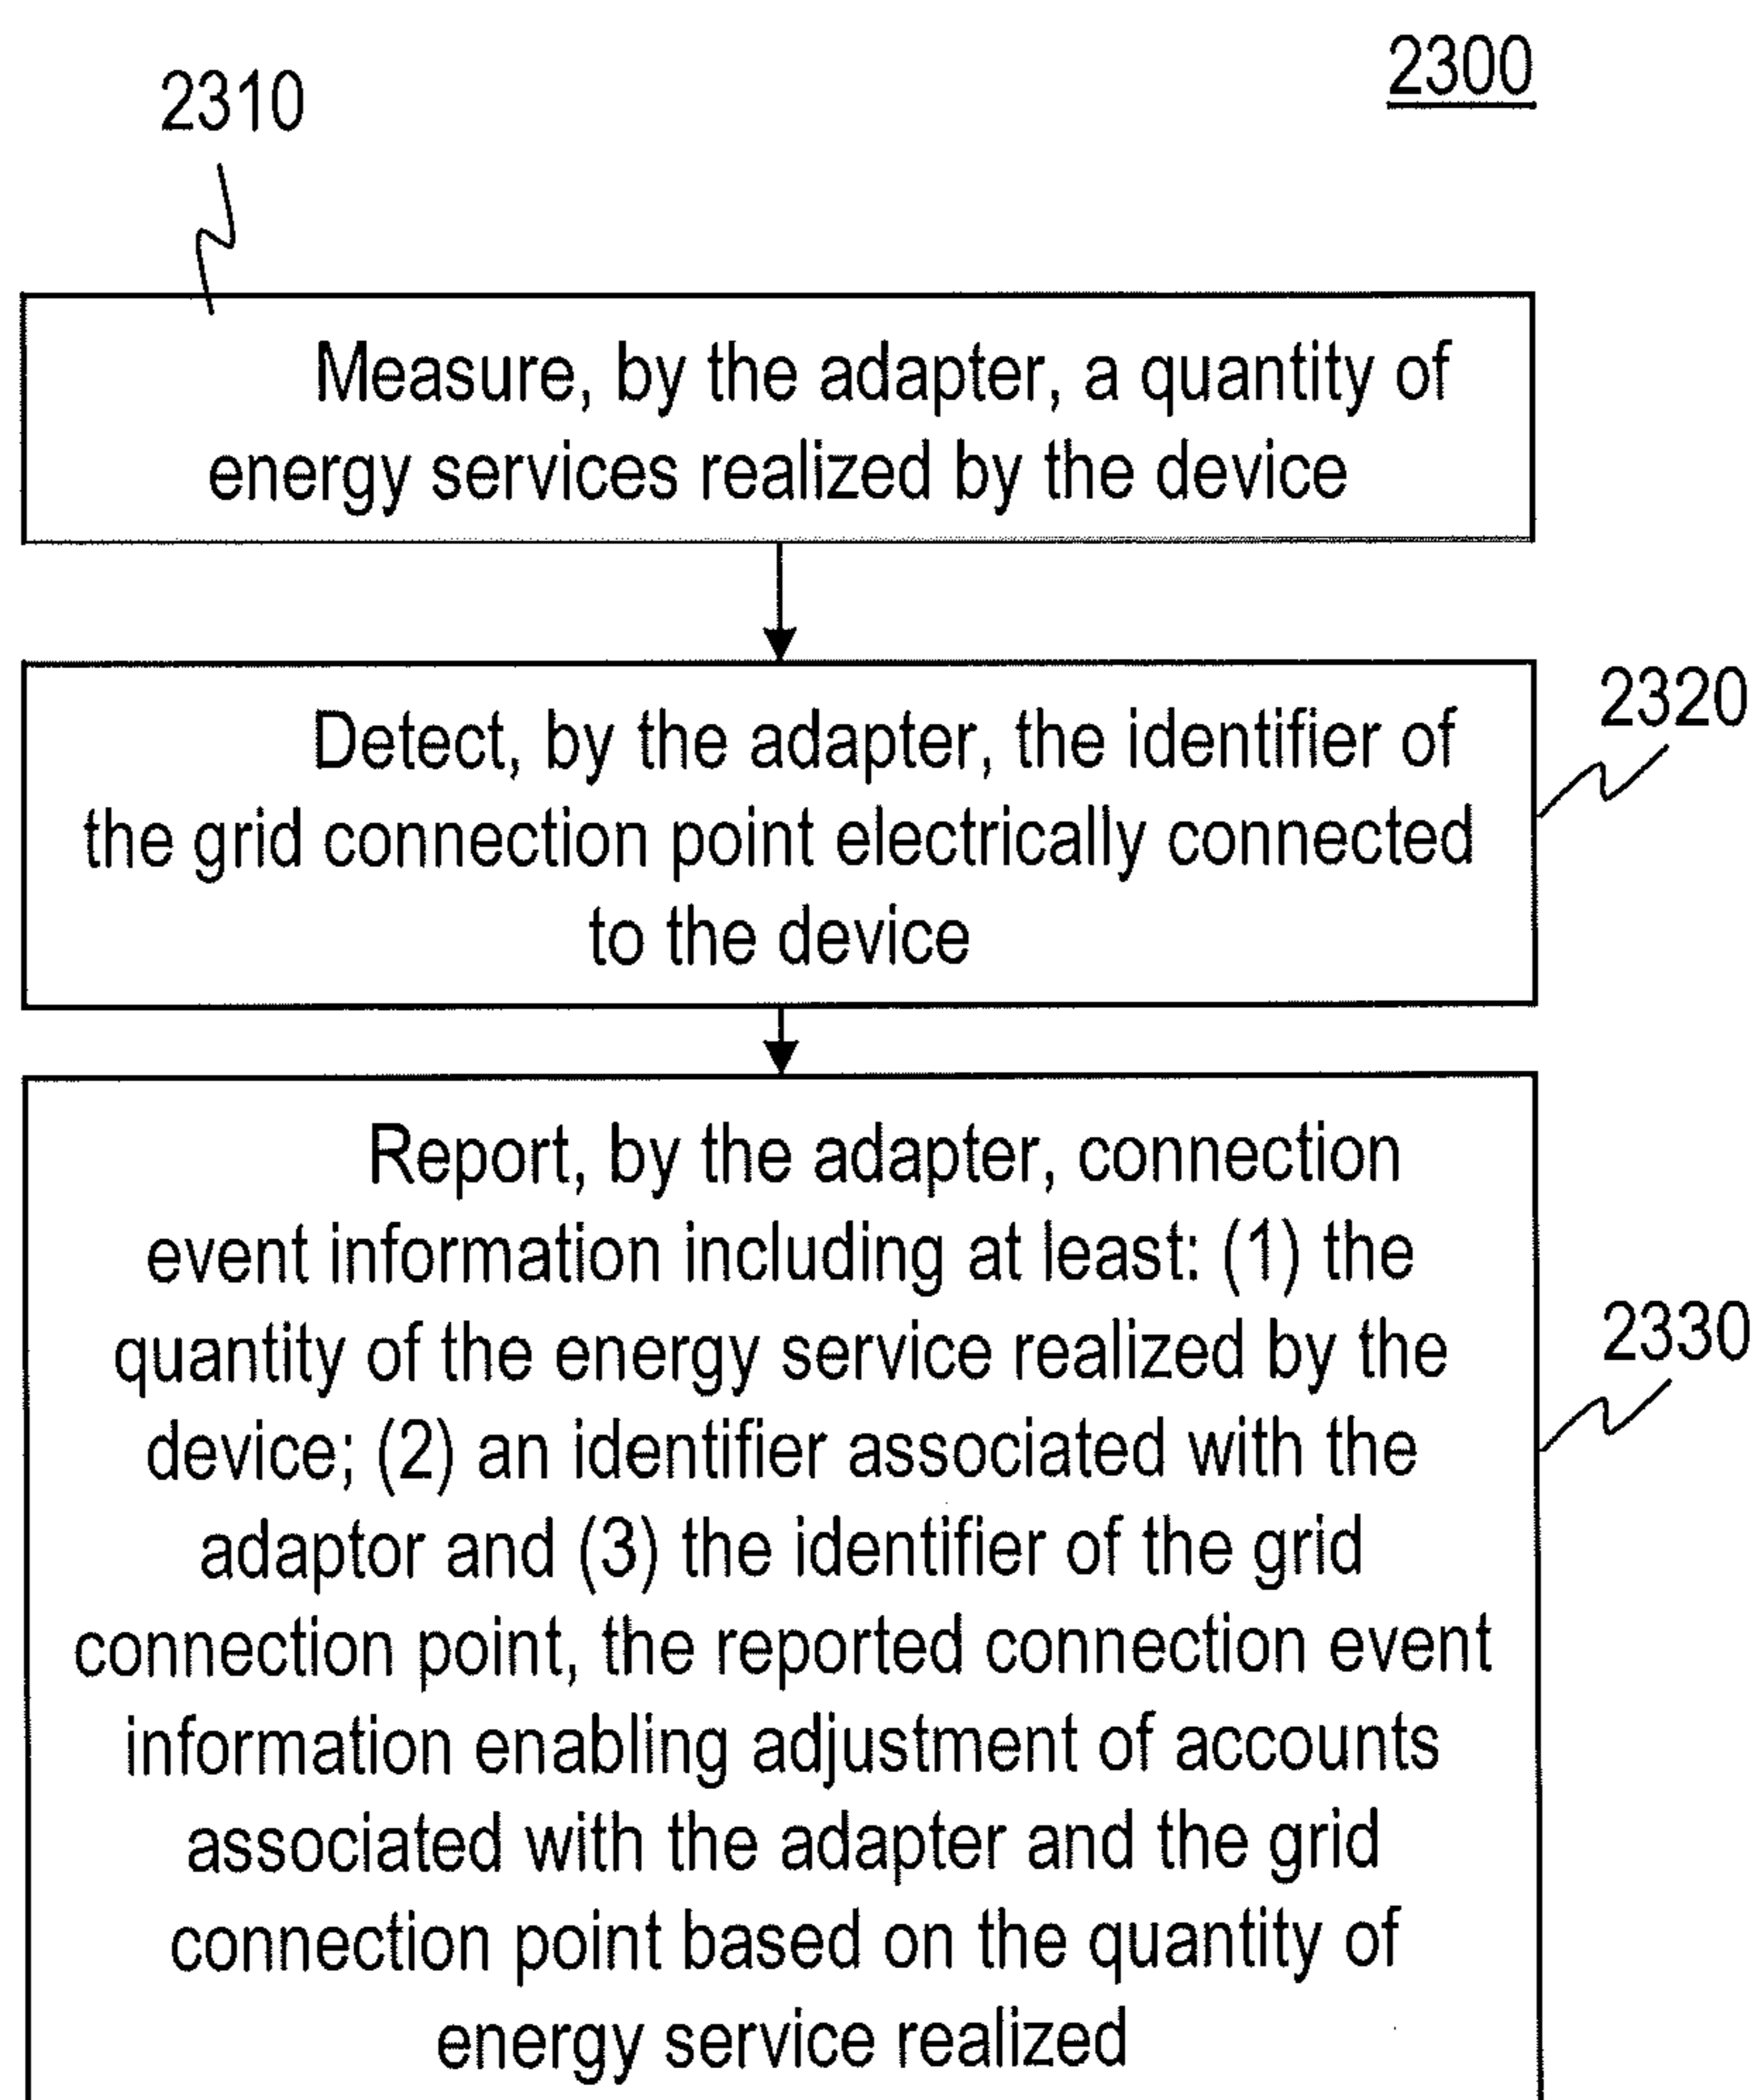 2300
2310
Measure, by the adapter, a quantity of
energy services realized by the device
2320
Detect, by the adapter, the identifier of
the grid connection point electrically connected
to the device
2330
Report, by the adapter, connection
event information including at least: (1) the
quantity of the energy service realized by the
device; (2) an identifier associated with the
adaptor and (3) the identifier of the grid
connection point, the reported connection event
information enabling adjustment of accounts
associated with the adapter and the grid
connection point based on the quantity of
energy service realized